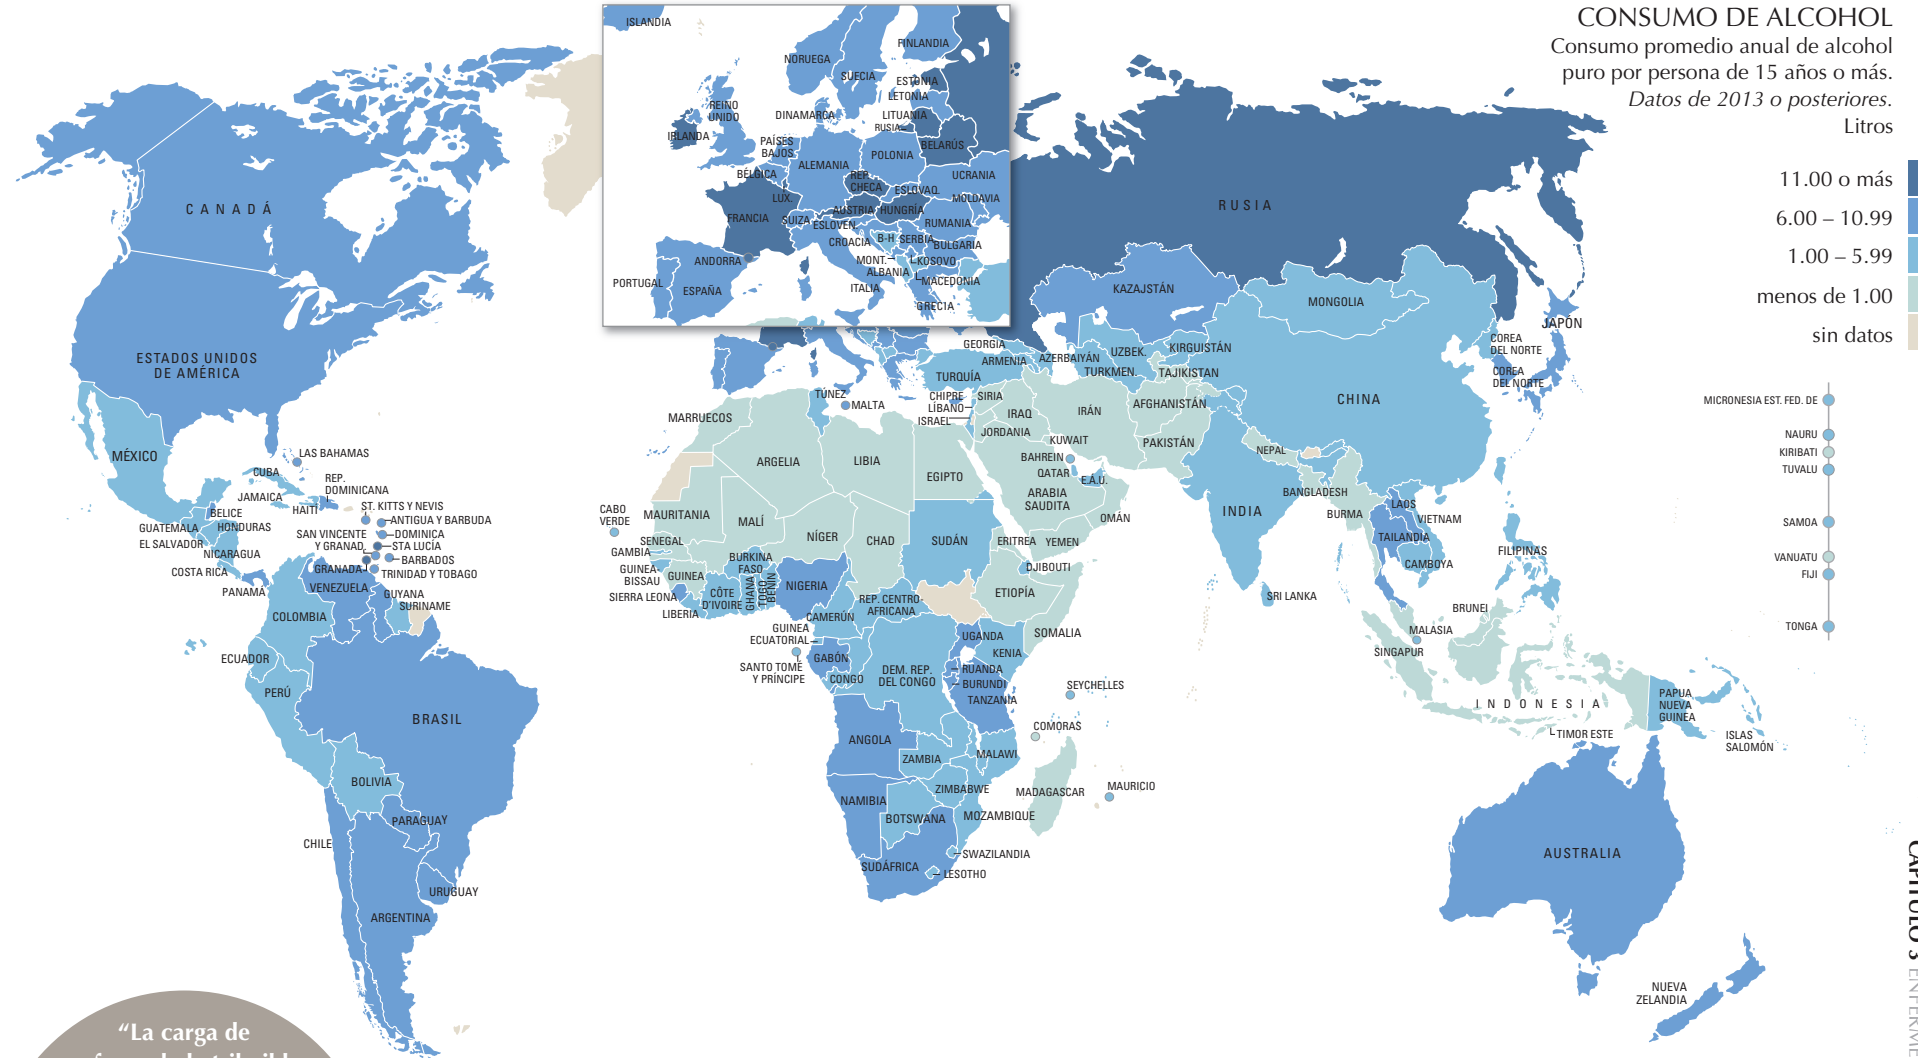 CONSUMO DE ALCOHOL
Consumo promedio anual de alcohol
puro por persona de 15 años o más.
Datos de 2013 o posteriores.
Litros
11.00 o más
6.00 – 10.99
1.00 – 5.99
menos de 1.00
sin datos
ISLANDIA
NORUEGA
SUECIA
FINLANDIA
ESTONIA
LETONIA
LITUANIA
RUSIA
BELARÚS
DINAMARCA
REINO
UNIDO
IRLANDA
PAÍSES
BAJOS
BÉLGICA
ALEMANIA
POLONIA
REP.
CHECA
ESLOVAQ.
UCRANIA
MOLDAVIA
LUX.
FRANCIA
SUIZA
AUSTRIA
HUNGRÍA
ESLOVEN.
RUMANIA
CROACIA
B-H
SERBIA
BULGARIA
MONT.
KOSOVO
ALBANIA
MACEDONIA
ANDORRA
PORTUGAL
ESPAÑA
ITALIA
GRECIA
CANADÁ
ESTADOS UNIDOS
DE AMÉRICA
MÉXICO
LAS BAHAMAS
CUBA
REP.
DOMINICANA
JAMAICA
HAITÍ
BELICE
GUATEMALA
HONDURAS
EL SALVADOR
NICARAGUA
COSTA RICA
PANAMÁ
ST. KITTS Y NEVIS
ANTIGUA Y BARBUDA
DOMINICA
SAN VINCENTE
Y GRANAD.
STA LUCÍA
BARBADOS
GRANADA
TRINIDAD Y TOBAGO
VENEZUELA
GUYANA
SURINAME
COLOMBIA
ECUADOR
PERÚ
BRASIL
BOLIVIA
PARAGUAY
CHILE
URUGUAY
ARGENTINA
RUSIA
KAZAJSTÁN
MONGOLIA
JAPÓN
COREA
DEL NORTE
COREA
DEL NORTE
CHINA
GEORGIA
ARMENIA
AZERBAIYÁN
UZBEK.
KIRGUISTÁN
TURKMEN.
TAJIKISTAN
TURQUÍA
CHIPRE
LÍBANO
ISRAEL
SIRIA
IRAQ
IRÁN
AFGHANISTÁN
JORDANIA
KUWAIT
PAKISTÁN
BAHREIN
QATAR
E.Á.U.
ARABIA
SAUDITA
OMÁN
YEMEN
NEPAL
BANGLADESH
INDIA
BURMA
LAOS
VIETNAM
TAILANDIA
CAMBOYA
FILIPINAS
SRI LANKA
BRUNEI
MALASIA
SINGAPUR
INDONESIA
TIMOR ESTE
PAPUA
NUEVA
GUINEA
ISLAS
SALOMÓN
AUSTRALIA
NUEVA
ZELANDIA
MICRONESIA EST. FED. DE
NAURU
KIRIBATI
TUVALU
SAMOA
VANUATU
FIJI
TONGA
TÚNEZ
MALTA
MARRUECOS
ARGELIA
LIBIA
EGIPTO
CABO
VERDE
MAURITANIA
MALÍ
NÍGER
CHAD
SUDÁN
ERITREA
SENEGAL
GAMBIA
GUINEA-
BISSAU
GUINEA
SIERRA LEONA
LIBERIA
CÔTE
D'IVOIRE
BURKINA
FASO
GHANA
TOGO
BENÍN
NIGERIA
CAMERÚN
REP. CENTRO
AFRICANA
DJIBOUTI
ETIOPÍA
SOMALIA
GUINEA
ECUATORIAL
SANTO TOMÉ
Y PRÍNCIPE
GABÓN
CONGO
DEM. REP.
DEL CONGO
UGANDA
KENIA
RUANDA
BURUNDI
TANZANIA
SEYCHELLES
COMORAS
ANGOLA
ZAMBIA
MALAWI
ZIMBABWE
MOZAMBIQUE
MADAGASCAR
MAURICIO
NAMIBIA
BOTSWANA
SWAZILANDIA
SUDÁFRICA
LESOTHO
“La carga de
CAPÍTULO 3 ENFERME